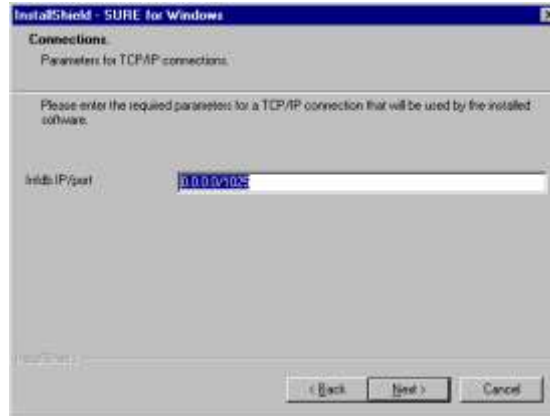 InstallShield - SURE for Windows
Connections.
Parameters for TCP/IP connections.
Please enter the required parameters for a TCP/IP connection that will be used by the installed
software.
IP/port
0.0.0.0/1025
InstallShield
< Back
Next >
Cancel